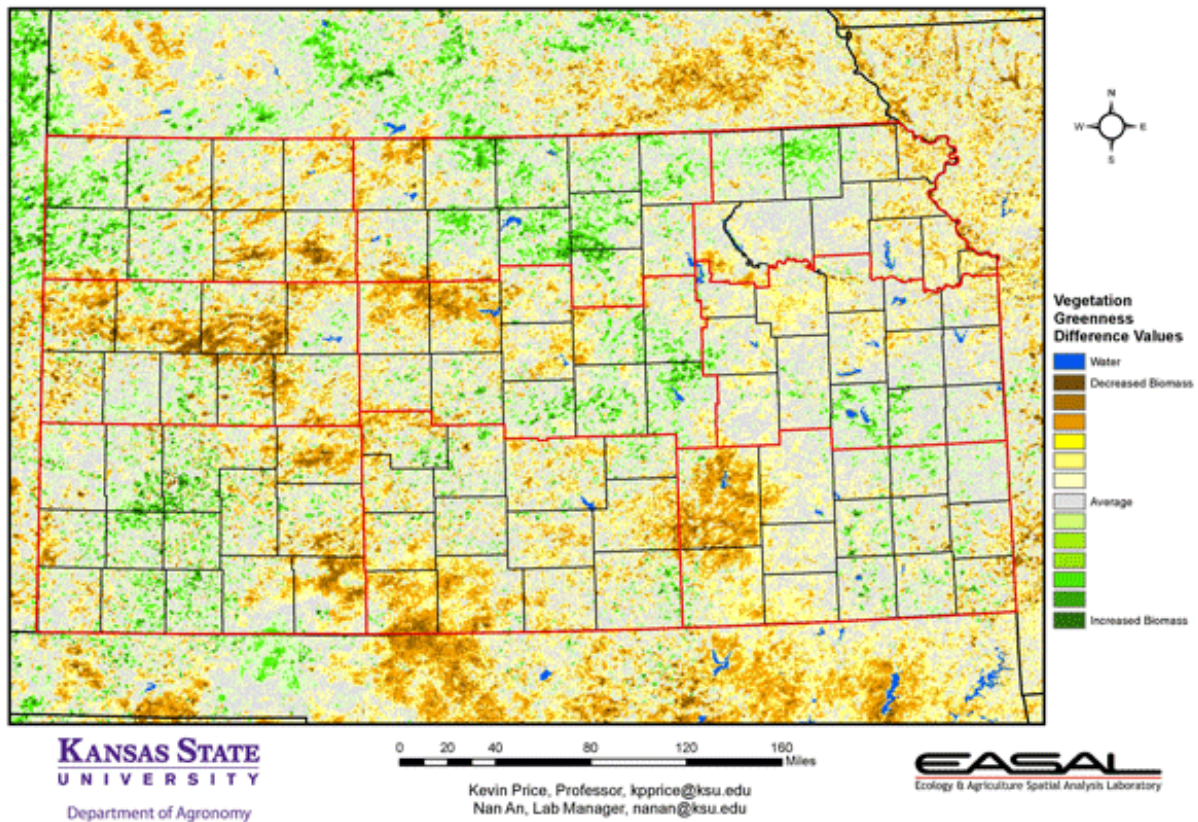 N
W E
S
Vegetation
Greenness
Difference Values
Water
Decreased Biomass
Average
Increased Biomass
KANSAS STATE
UNIVERSITY
Department of Agronomy
0 20 40 80 120 160
Miles
Kevin Price, Professor, kpprice@ksu.edu
Nan An, Lab Manager, nanan@ksu.edu
EASAL
Ecology & Agriculture Spatial Analysis Laboratory